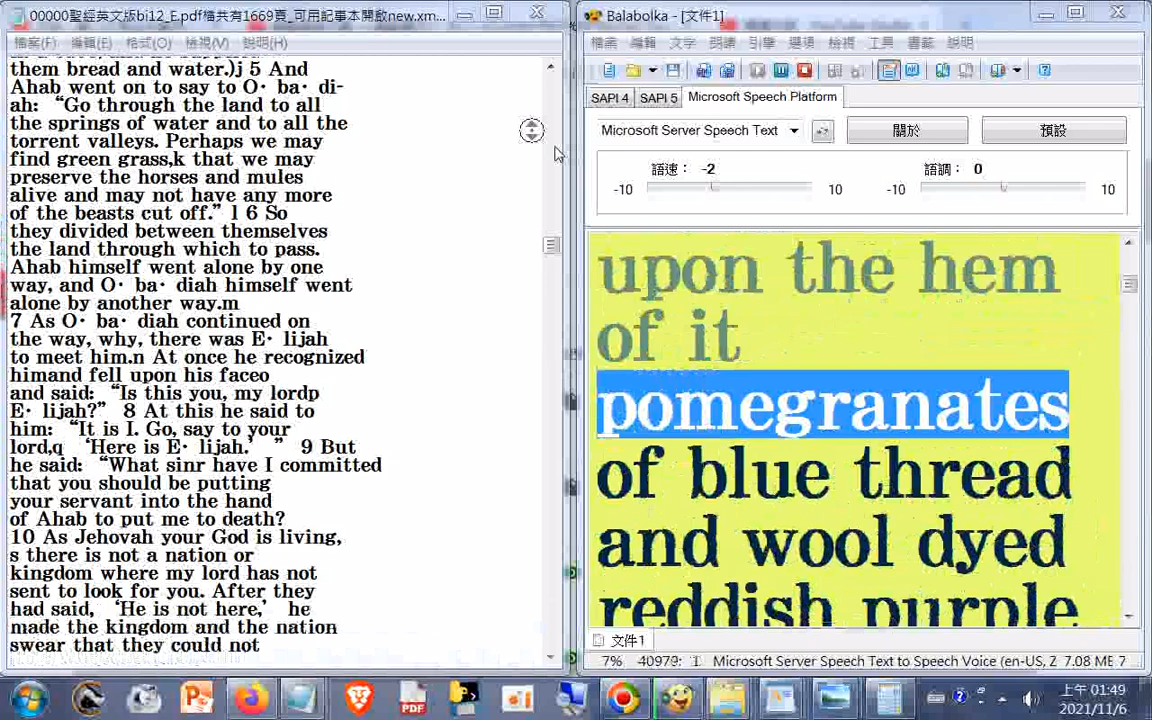 00000聖經英文版bi12_E.pdf檔共有1669頁_可用記事本開啟new.xm...
檔案(F) 編輯(E) 格式(O) 檢視(V) 說明(H)
them bread and water.)j 5 And
Ahab went on to say to O· ba· di-
ah: “Go through the land to all
the springs of water and to all the
torrent valleys. Perhaps we may
find green grass,k that we may
preserve the horses and mules
alive and may not have any more
of the beasts cut off.” l 6 So
they divided between themselves
the land through which to pass.
Ahab himself went alone by one
way, and O· ba· diah himself went
alone by another way.m
7 As O· ba· diah continued on
the way, why, there was E· lijah
to meet him.n At once he recognized
himand fell upon his faceo
and said: “Is this you, my lordp
E· lijah?” 8 At this he said to
him: “It is I. Go, say to your
lord,q ‘Here is E· lijah.’ ” 9 But
he said: “What sinr have I committed
that you should be putting
your servant into the hand
of Ahab to put me to death?
10 As Jehovah your God is living,
s there is not a nation or
kingdom where my lord has not
sent to look for you. After they
had said, ‘He is not here,’ he
made the kingdom and the nation
swear that they could not
Balabolka - [文件1]
檔案 編輯 文字 朗讀 引擎 選項 檢視 工具 書籤 說明
SAPI 4 SAPI 5 Microsoft Speech Platform
Microsoft Server Speech Text 關於 預設
語速： -2 語調： 0
-10 10 -10 10
upon the hem
of it
pomegranates
of blue thread
and wool dyed
reddish purple
文件1
7% 40979: 1 Microsoft Server Speech Text to Speech Voice (en-US, Z 7.08 MB 7
PDF
上午 01:49
2021/11/6